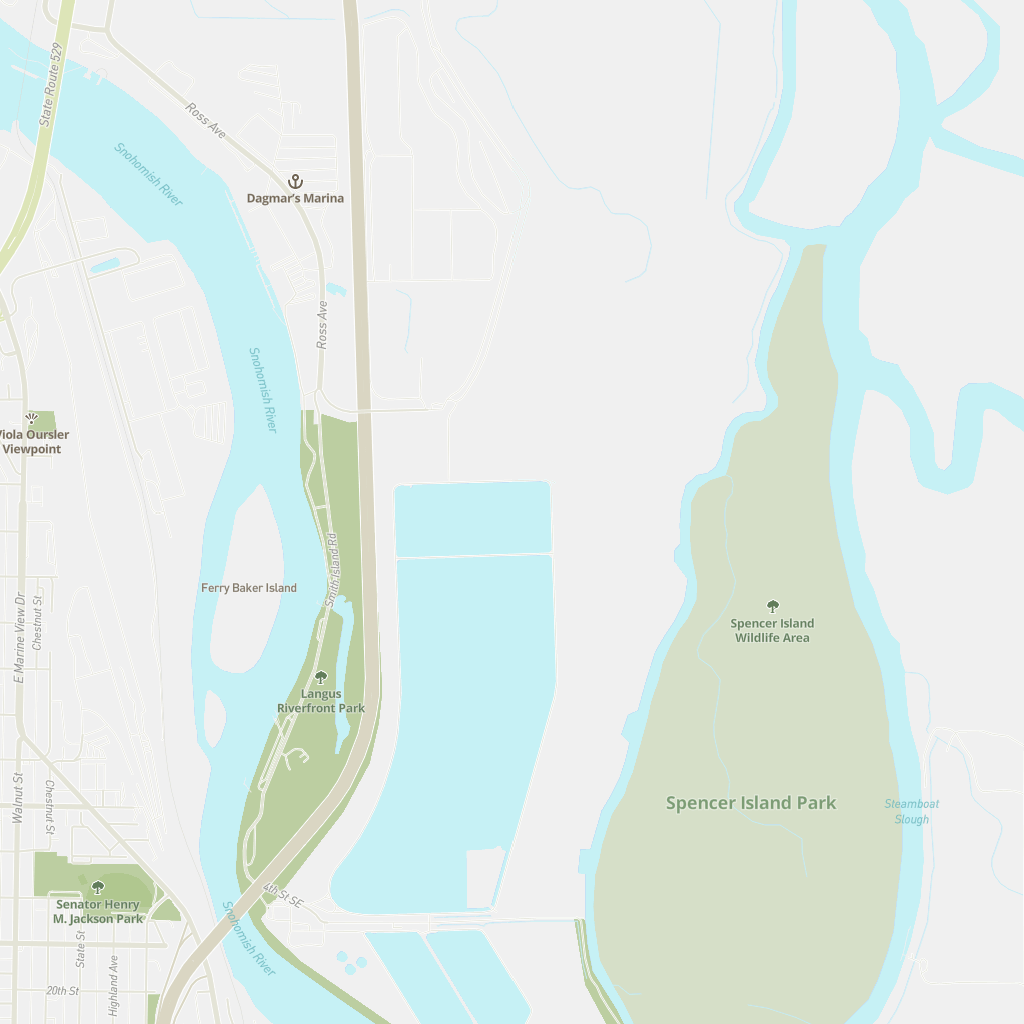 State Route 529
Ross Ave
Snohomish River
Dagmar's Marina
Ross Ave
Snohomish River
Viola Oursler
Viewpoint
Smith Island Rd
Ferry Baker Island
E Marine View Dr
Chestnut St
Spencer Island
Wildlife Area
Langus
Riverfront Park
Walnut St
Chestnut St
Spencer Island Park
Steamboat
Slough
4th St SE
Senator Henry
M. Jackson Park
Snohomish River
State St
Highland Ave
20th St